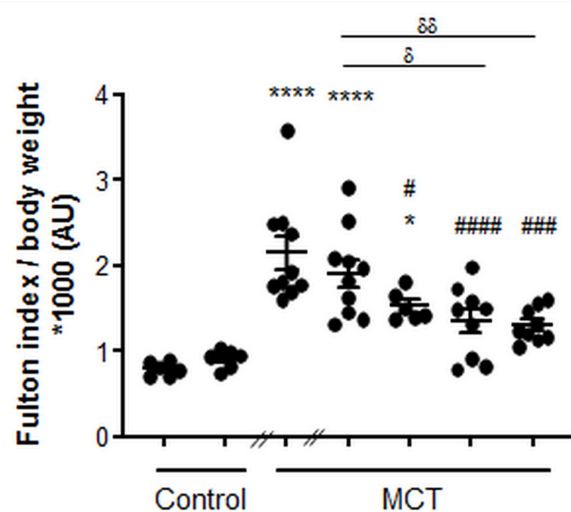 δδ
δ
**** ****
#
*
#### ###
Fulton index / body weight
*1000 (AU)
4
3
2
1
0
// //
Control MCT